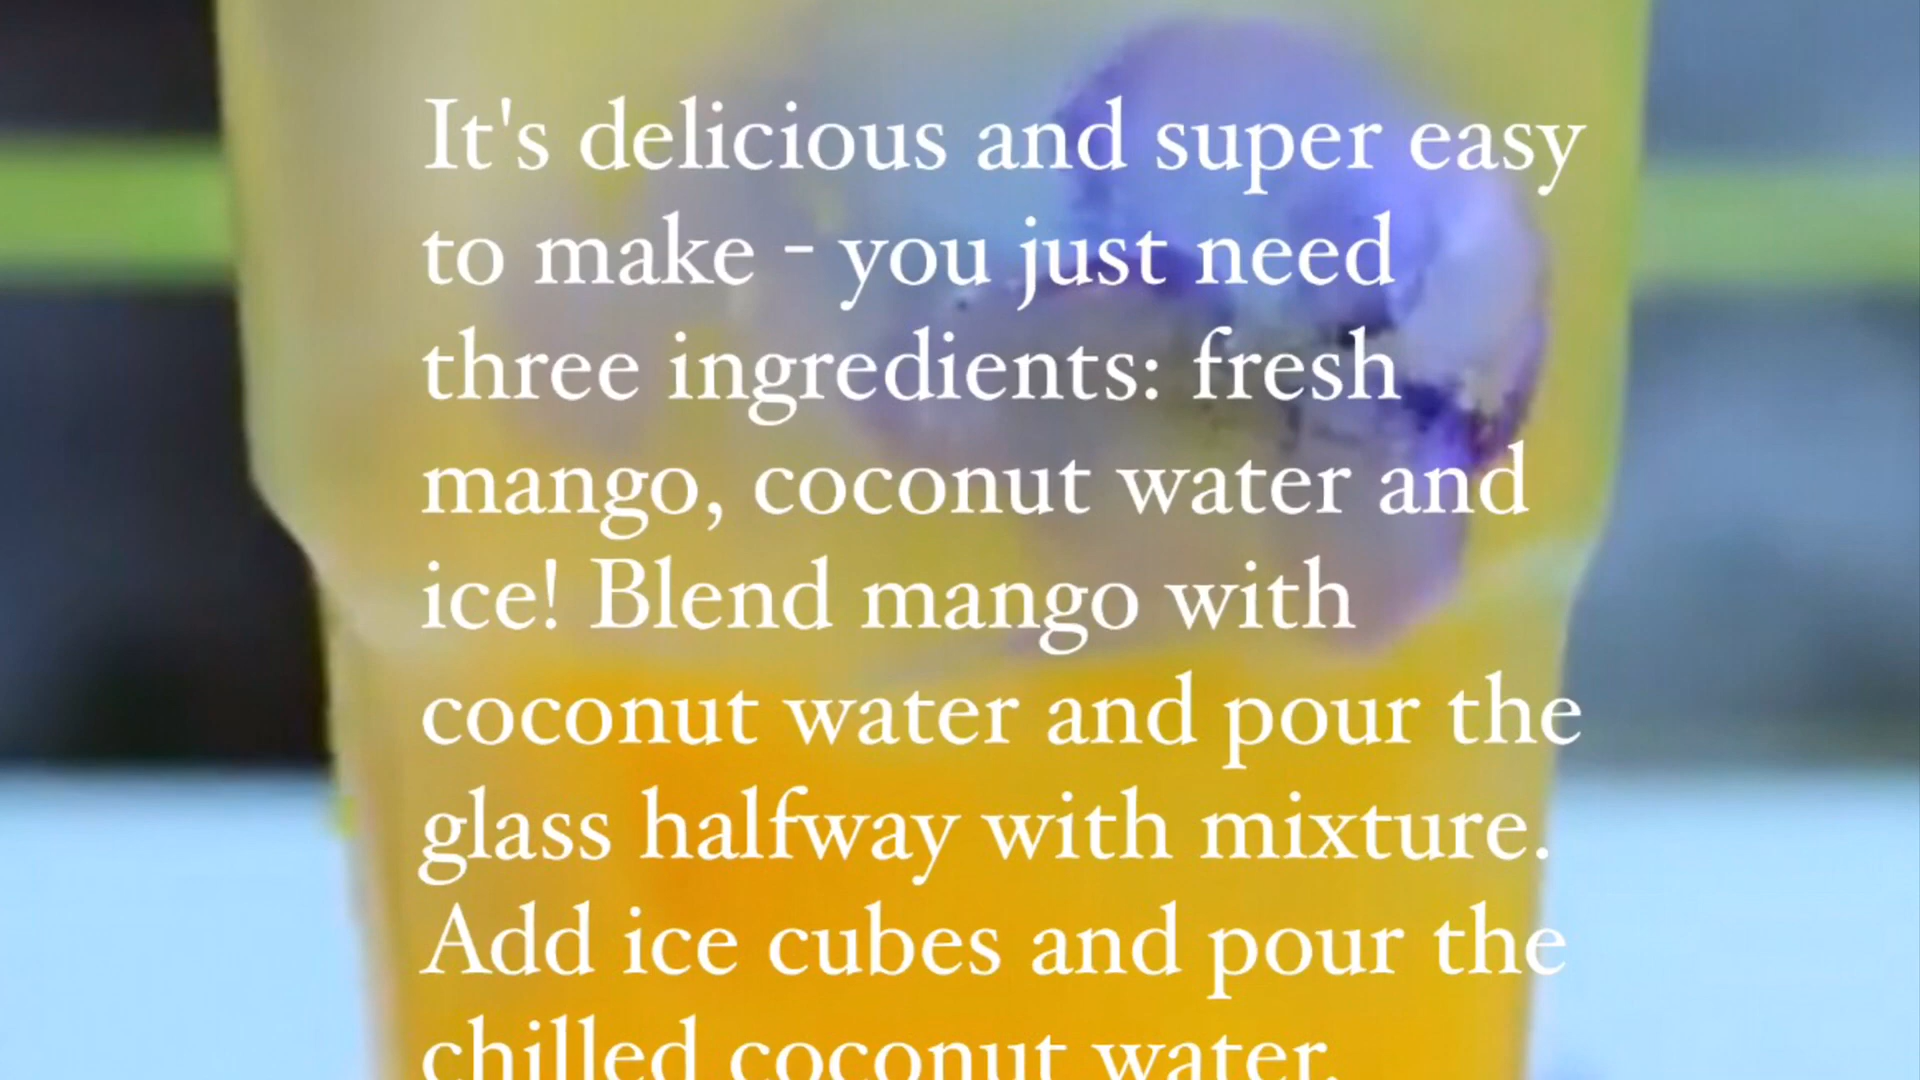 It's delicious and super easy
to make - you just need
three ingredients: fresh
mango, coconut water and
ice! Blend mango with
coconut water and pour the
glass halfway with mixture.
Add ice cubes and pour the
chilled coconut water.